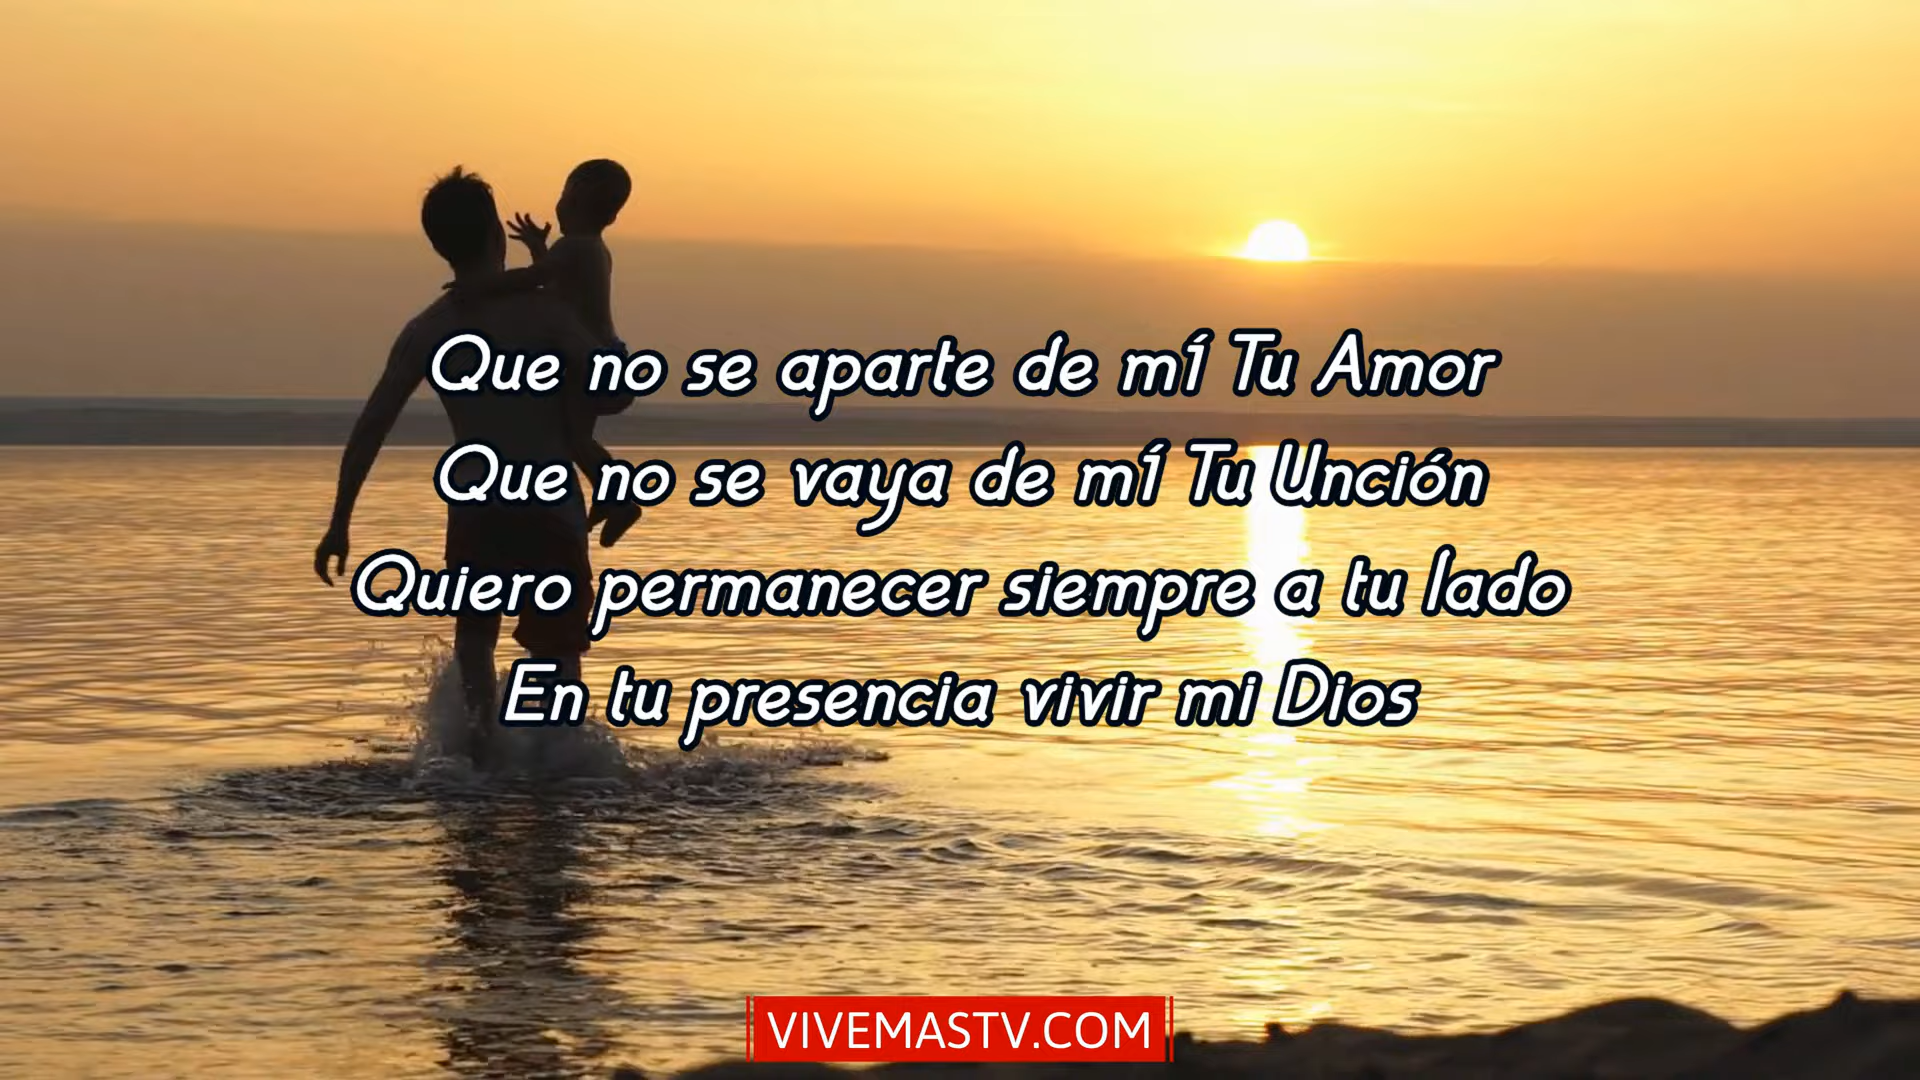 Que no se aparte de mí Tu Amor
Que no se vaya de mí Tu Unción
Quiero permanecer siempre a tu lado
En tu presencia vivir mi Dios
VIVEMASTV.COM